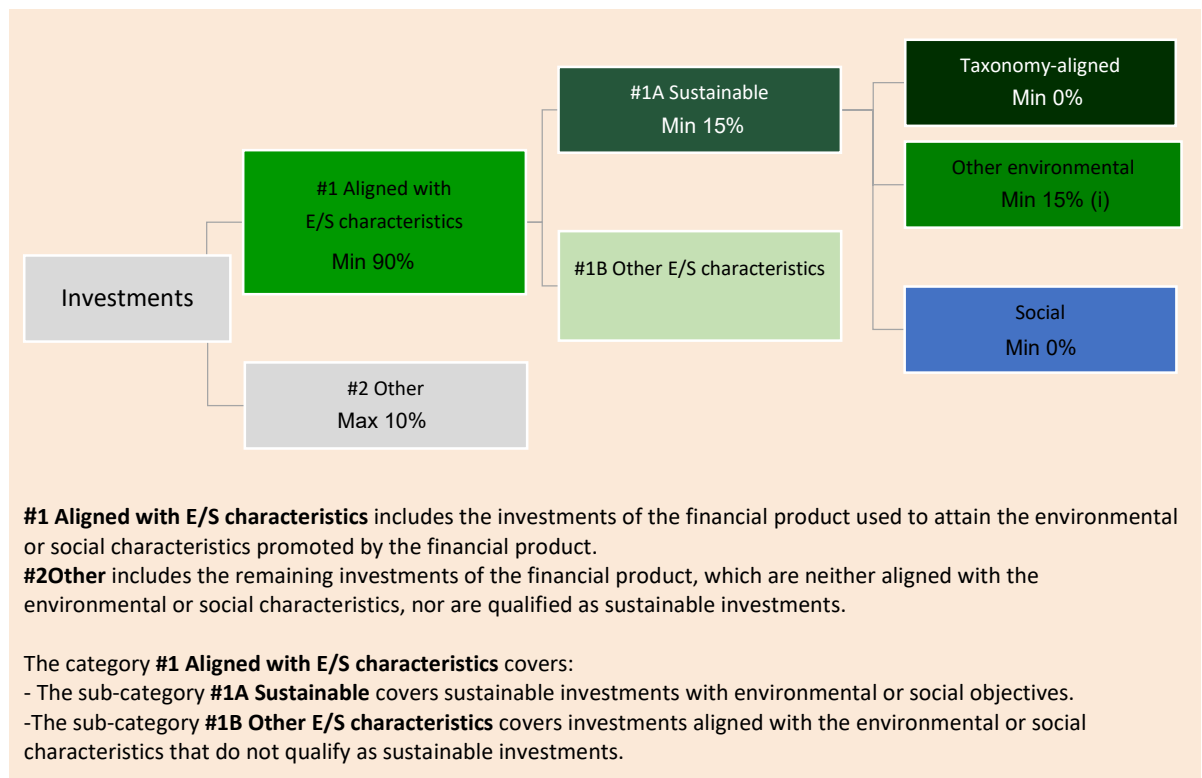 Investments
#1 Aligned with
E/S characteristics
Min 90%
#2 Other
Max 10%
#1A Sustainable
Min 15%
#1B Other E/S characteristics
Taxonomy-aligned
Min 0%
Other environmental
Min 15% (i)
Social
Min 0%
#1 Aligned with E/S characteristics includes the investments of the financial product used to attain the environmental
or social characteristics promoted by the financial product.
#2Other includes the remaining investments of the financial product, which are neither aligned with the
environmental or social characteristics, nor are qualified as sustainable investments.
The category #1 Aligned with E/S characteristics covers:
- The sub-category #1A Sustainable covers sustainable investments with environmental or social objectives.
-The sub-category #1B Other E/S characteristics covers investments aligned with the environmental or social
characteristics that do not qualify as sustainable investments.